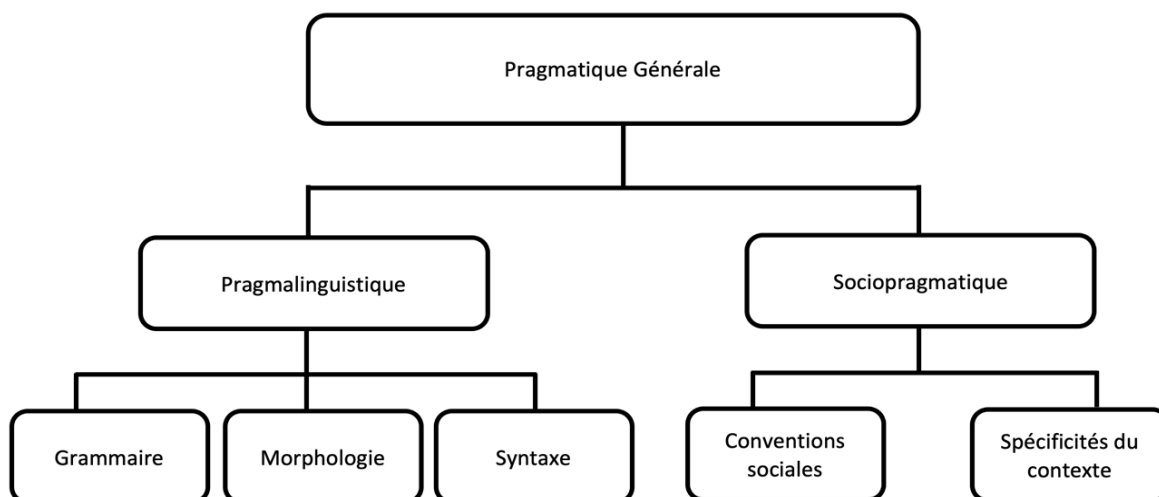 Pragmatique Générale
Pragmalinguistique
Sociopragmatique
Grammaire
Morphologie
Syntaxe
Conventions
sociales
Spécificités du
contexte